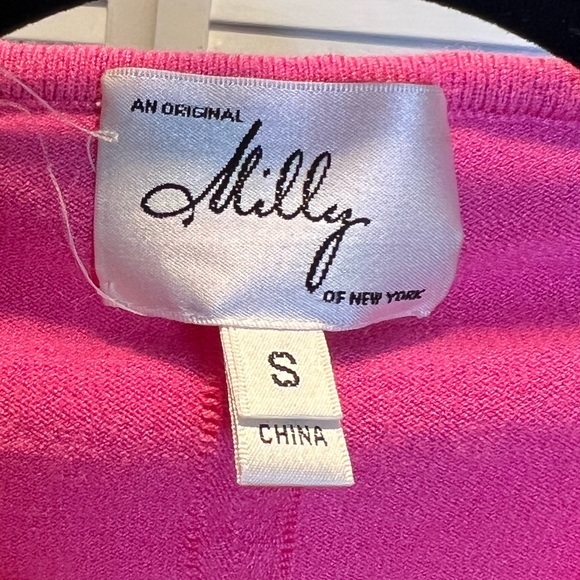 AN ORIGINAL
Milly
OF NEW YORK
S
CHINA